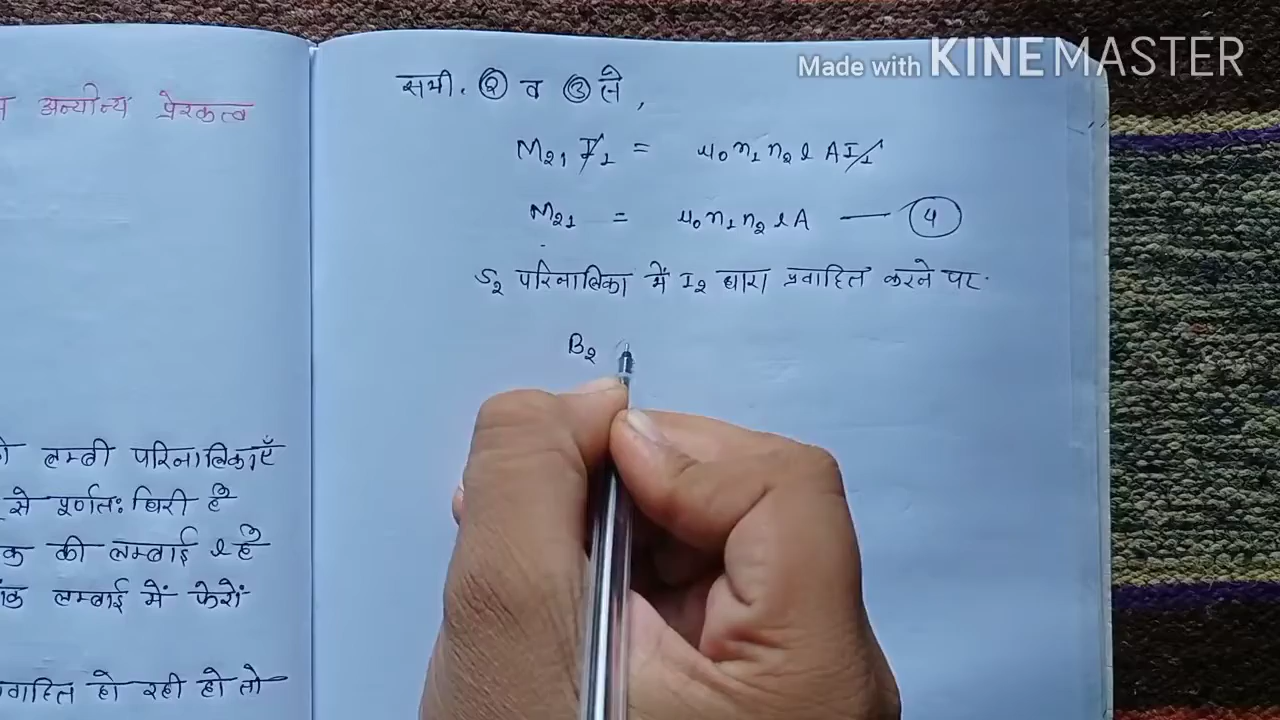 अन्योन्य प्रेरकत्व
लम्बी परिनालिकाएँ
से पूर्णतः घिरी है
की लम्बाई l है
लम्बाई में फेरों
हो रही हो तो
Made with KINEMASTER
समी. ② व ③ से,
M₂₁ I₁ = μ₀ n₁ n₂ l A I₁
M₂₁ = μ₀ n₁ n₂ l A — ④
S₂ परिनालिका में I₂ धारा प्रवाहित करने पर
B₂